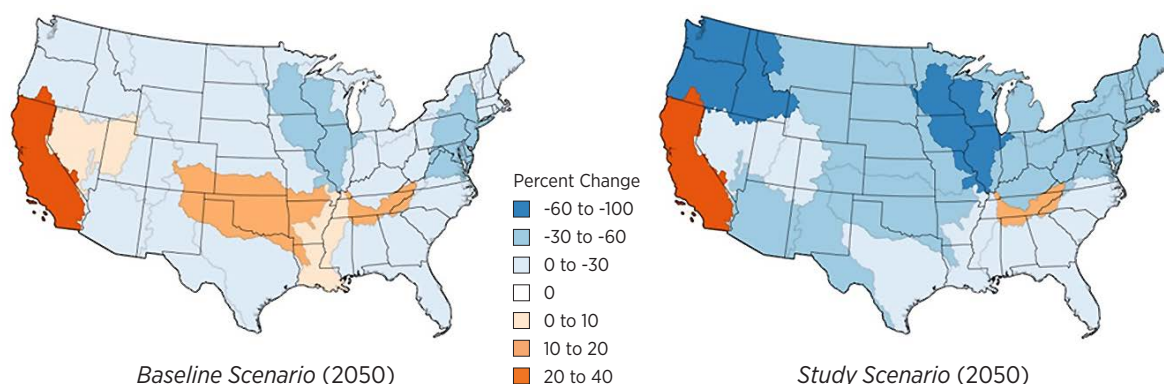 Percent Change
-60 to -100
-30 to -60
0 to -30
0
0 to 10
10 to 20
20 to 40
Baseline Scenario (2050)
Study Scenario (2050)